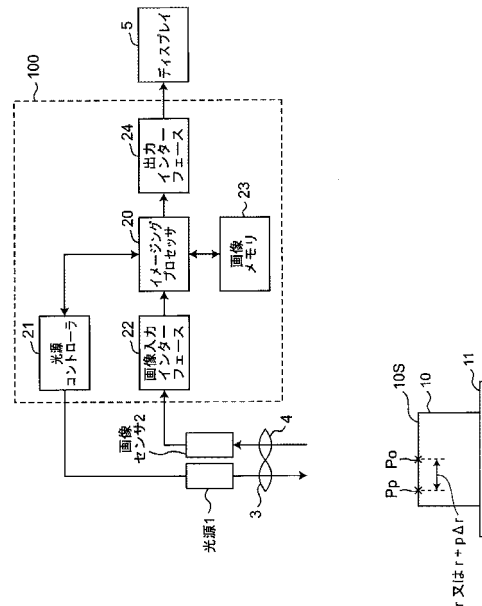 100
21
光源
コントローラ
22
画像入力
インター
フェース
20
イメージング
プロセッサ
24
出力
インター
フェース
5
ディスプレイ
23
画像
メモリ
画像
センサ2
光源1
3
4
10S
10
11
Pp
Po
r 又は r + pΔr